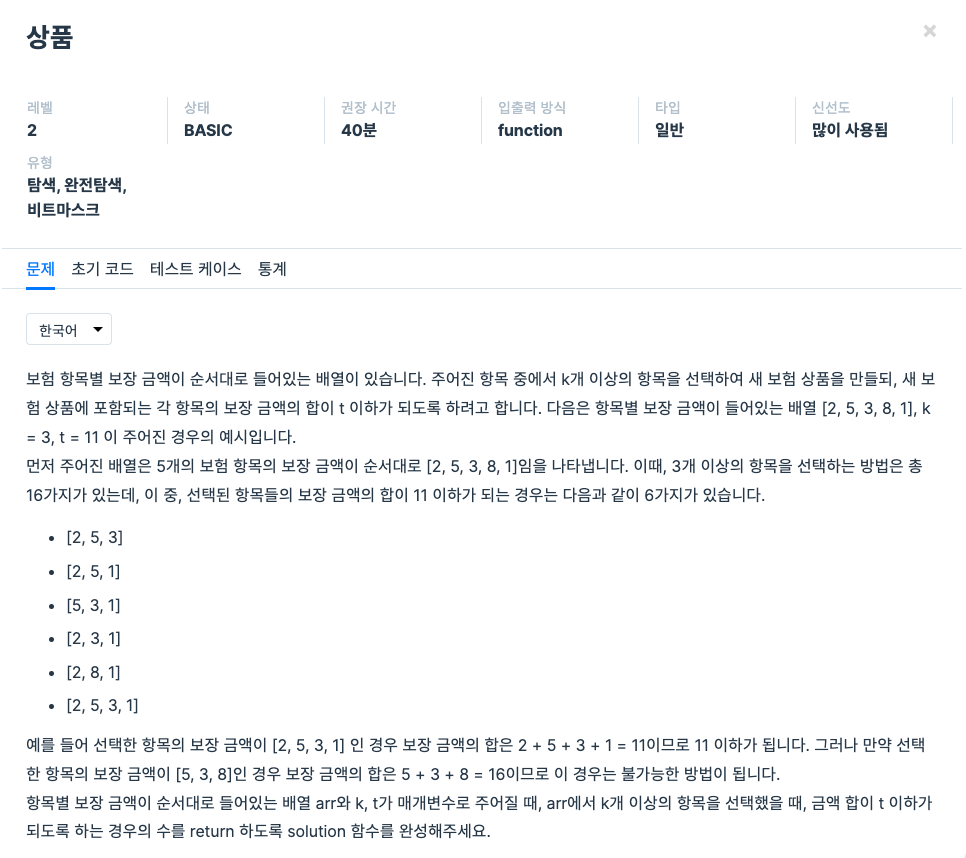 상품
레벨
2
상태
BASIC
권장 시간
40분
입출력 방식
function
타입
일반
신선도
많이 사용됨
유형
탐색, 완전탐색,
비트마스크
문제 초기 코드 테스트 케이스 통계
한국어
보험 항목별 보장 금액이 순서대로 들어있는 배열이 있습니다. 주어진 항목 중에서 k개 이상의 항목을 선택하여 새 보험 상품을 만들되, 새 보
험 상품에 포함되는 각 항목의 보장 금액의 합이 t 이하가 되도록 하려고 합니다. 다음은 항목별 보장 금액이 들어있는 배열 [2, 5, 3, 8, 1], k
= 3, t = 11 이 주어진 경우의 예시입니다.
먼저 주어진 배열은 5개의 보험 항목의 보장 금액이 순서대로 [2, 5, 3, 8, 1]임을 나타냅니다. 이때, 3개 이상의 항목을 선택하는 방법은 총
16가지가 있는데, 이 중, 선택된 항목들의 보장 금액의 합이 11 이하가 되는 경우는 다음과 같이 6가지가 있습니다.
• [2, 5, 3]
• [2, 5, 1]
• [5, 3, 1]
• [2, 3, 1]
• [2, 8, 1]
• [2, 5, 3, 1]
예를 들어 선택한 항목의 보장 금액이 [2, 5, 3, 1] 인 경우 보장 금액의 합은 2 + 5 + 3 + 1 = 11이므로 11 이하가 됩니다. 그러나 만약 선택
한 항목의 보장 금액이 [5, 3, 8]인 경우 보장 금액의 합은 5 + 3 + 8 = 16이므로 이 경우는 불가능한 방법이 됩니다.
항목별 보장 금액이 순서대로 들어있는 배열 arr와 k, t가 매개변수로 주어질 때, arr에서 k개 이상의 항목을 선택했을 때, 금액 합이 t 이하가
되도록 하는 경우의 수를 return 하도록 solution 함수를 완성해주세요.